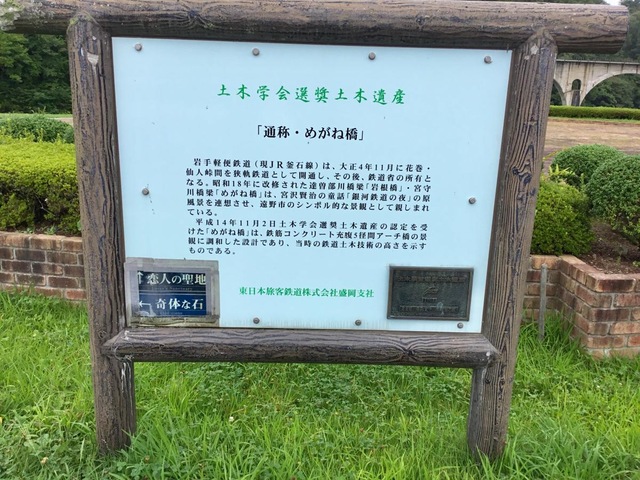 土木学会選奨土木遺産
「通称・めがね橋」
岩手軽便鉄道（現JR釜石線）は、大正4年11月に花巻・
仙人峠間を狭軌鉄道として開通し、その後、鉄道省の所有と
なる。昭和18年に改修された達曽部川橋梁「岩根橋」・宮守
川橋梁「めがね橋」は、宮沢賢治の童話「銀河鉄道の夜」の原
風景を連想させ、遠野市のシンボル的な景観として親しまれ
ている。
平成14年11月2日土木学会選奨土木遺産の認定を受
けた「めがね橋」は、鉄筋コンクリート充腹5径間アーチ橋の景
観に調和した設計であり、当時の鉄道土木技術の高さを示す
ものである。
恋人の聖地
奇体な石
東日本旅客鉄道株式会社盛岡支社